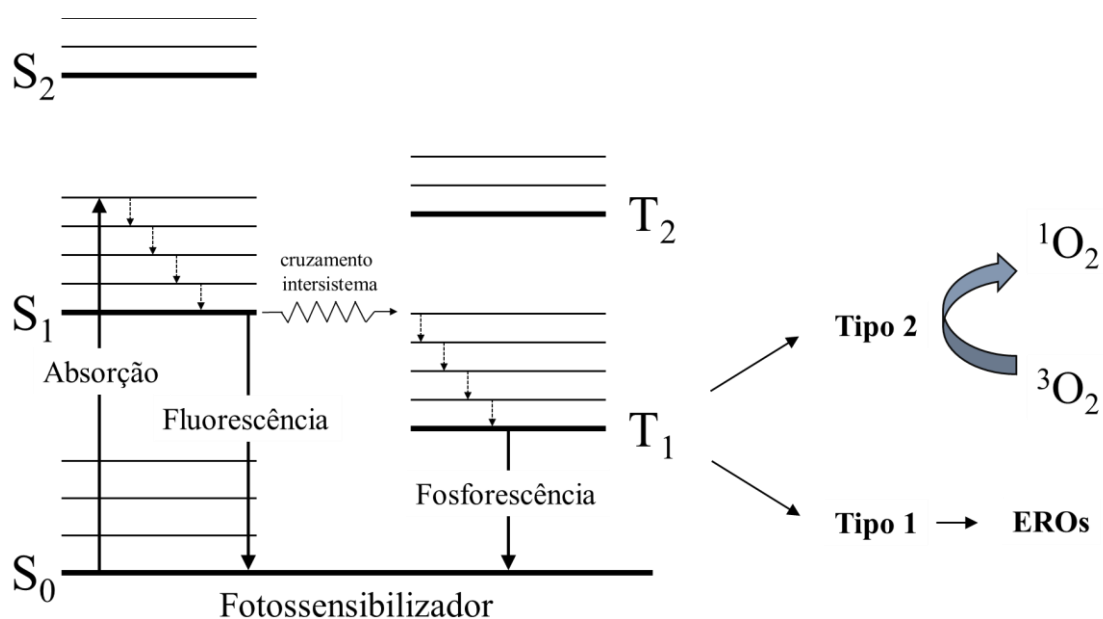 S2
T2
cruzamento
intersistema
S1
Absorção
Fluorescência
T1
Fosforescência
S0
Fotossensibilizador
Tipo 2
1O2
3O2
Tipo 1
EROs